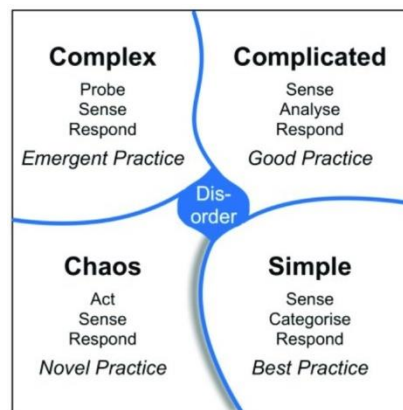 Complex
Probe
Sense
Respond
Emergent Practice
Complicated
Sense
Analyse
Respond
Good Practice
Dis-
order
Chaos
Act
Sense
Respond
Novel Practice
Simple
Sense
Categorise
Respond
Best Practice